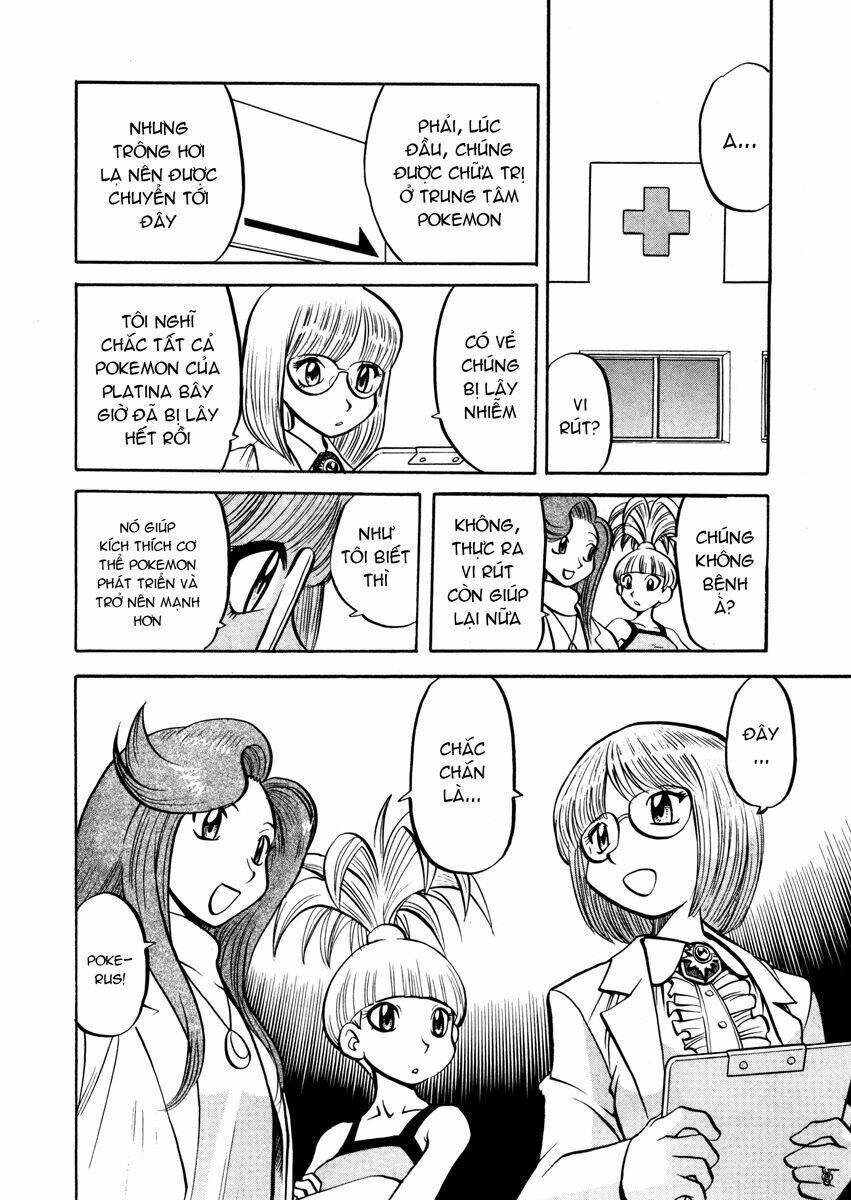 A...
VI
RÚT?
PHẢI, LÚC
ĐẦU, CHÚNG
ĐƯỢC CHỮA TRỊ
Ở TRUNG TÂM
POKEMON
NHƯNG
TRÔNG HƠI
LẠ NÊN ĐƯỢC
CHUYỂN TỚI
ĐÂY
CÓ VẺ
CHÚNG
BỊ LÂY
NHIỄM
TÔI NGHĨ
CHẮC TẤT CẢ
POKEMON CỦA
PLATINA BÂY
GIỜ ĐÃ BỊ LÂY
HẾT RỒI
CHÚNG
KHÔNG
BỆNH
À?
KHÔNG,
THỰC RA
VI RÚT
CÒN GIÚP
LẠI NỮA
NHƯ
TÔI BIẾT
THÌ
NÓ GIÚP
KÍCH THÍCH CƠ
THỂ POKEMON
PHÁT TRIỂN VÀ
TRỞ NÊN MẠNH
HƠN
ĐÂY
...
CHẮC
CHẮN
LÀ...
POKE-
RUS!